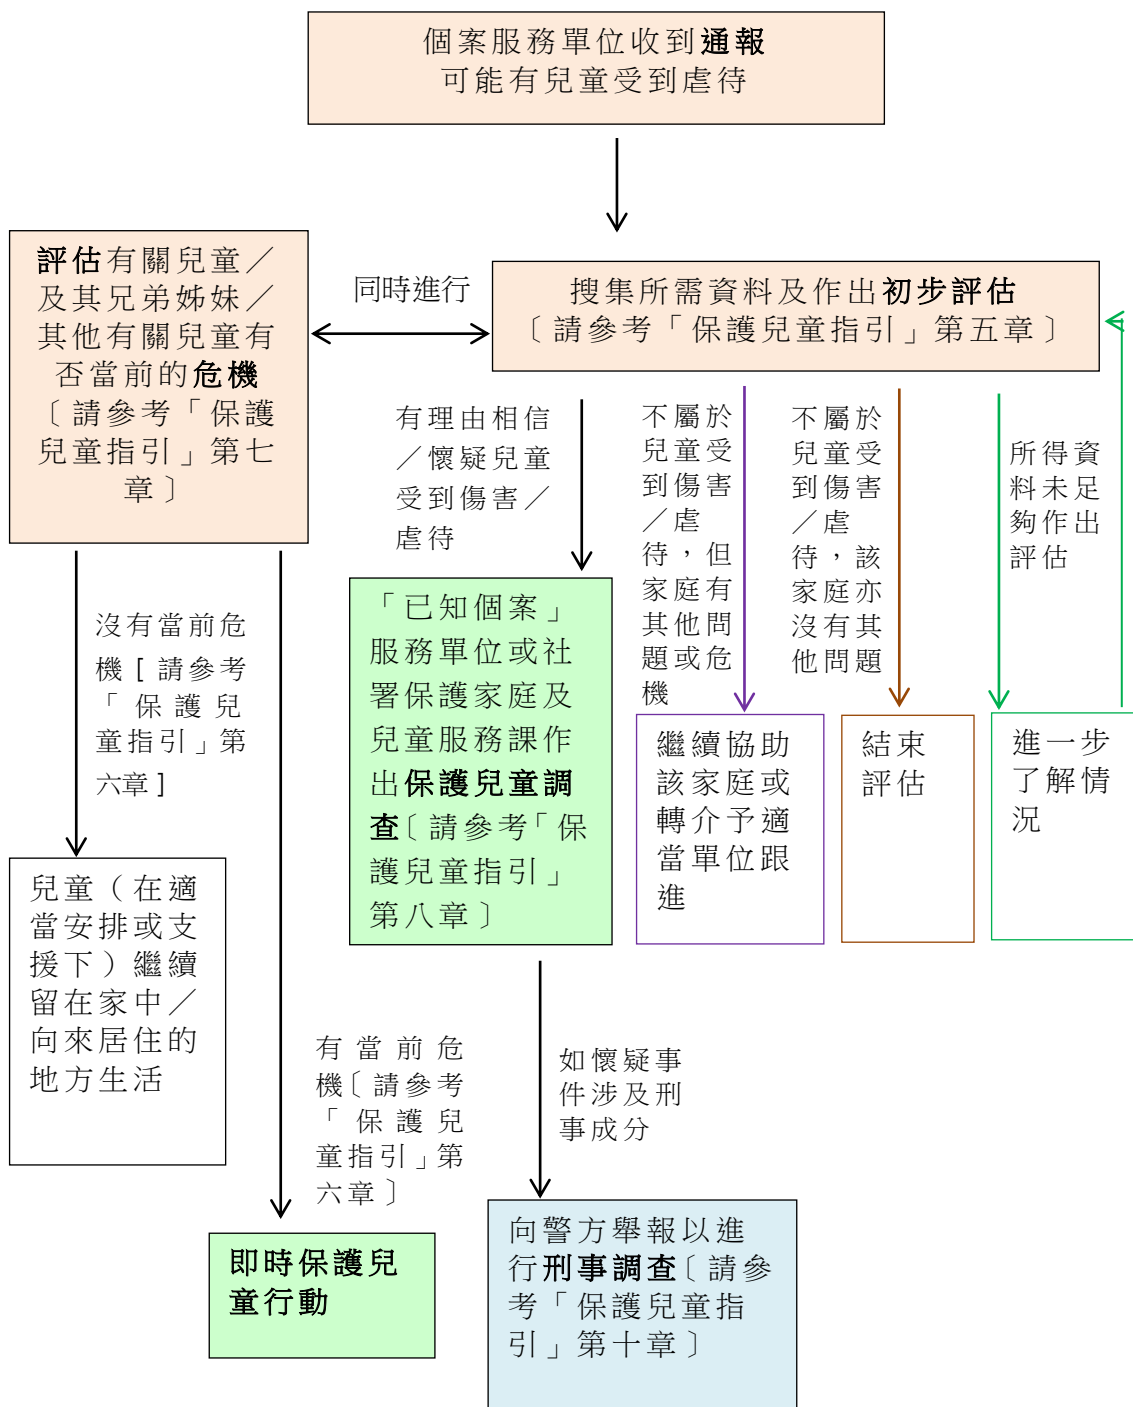 個案服務單位收到通報
可能有兒童受到虐待
評估有關兒童／
及其兄弟姊妹／
其他有關兒童有
否當前的危機
〔請參考「保護
兒童指引」第七
章〕
同時進行
搜集所需資料及作出初步評估
〔請參考「保護兒童指引」第五章〕
有理由相信
／懷疑兒童
受到傷害／
虐待
不屬於
兒童受
到傷害
／虐
待，但
家庭有
其他問
題或危
機
不屬於
兒童受
到傷害
／虐
待，該
家庭亦
沒有其
他問題
所得資
料未足
夠作出
評估
沒有當前危
機[請參考
「保護兒
童指引」第
六章]
「已知個案」
服務單位或社
署保護家庭及
兒童服務課作
出保護兒童調
查〔請參考「保
護兒童指引」
第八章〕
繼續協助
該家庭或
轉介予適
當單位跟
進
結束
評估
進一步
了解情
況
兒童（在適
當安排或支
援下）繼續
留在家中／
向來居住的
地方生活
有當前危
機〔請參考
「保護兒
童指引」第
六章〕
如懷疑事
件涉及刑
事成分
即時保護兒
童行動
向警方舉報以進
行刑事調查〔請參
考「保護兒童指
引」第十章〕